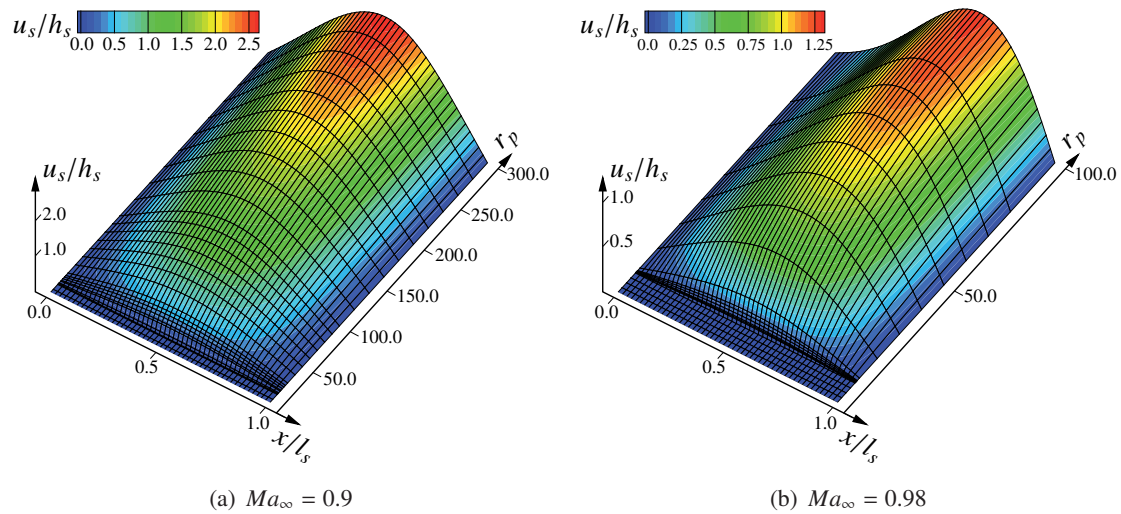 u_s/h_s
0.0 0.5 1.0 1.5 2.0 2.5
u_s/h_s
2.0
1.0
0.0
0.5
1.0
x/l_s
50.0
100.0
150.0
200.0
250.0
300.0
r_p
(a) Ma_∞ = 0.9
u_s/h_s
0.0 0.25 0.5 0.75 1.0 1.25
u_s/h_s
1.0
0.5
0.0
0.5
1.0
x/l_s
50.0
100.0
r_p
(b) Ma_∞ = 0.98